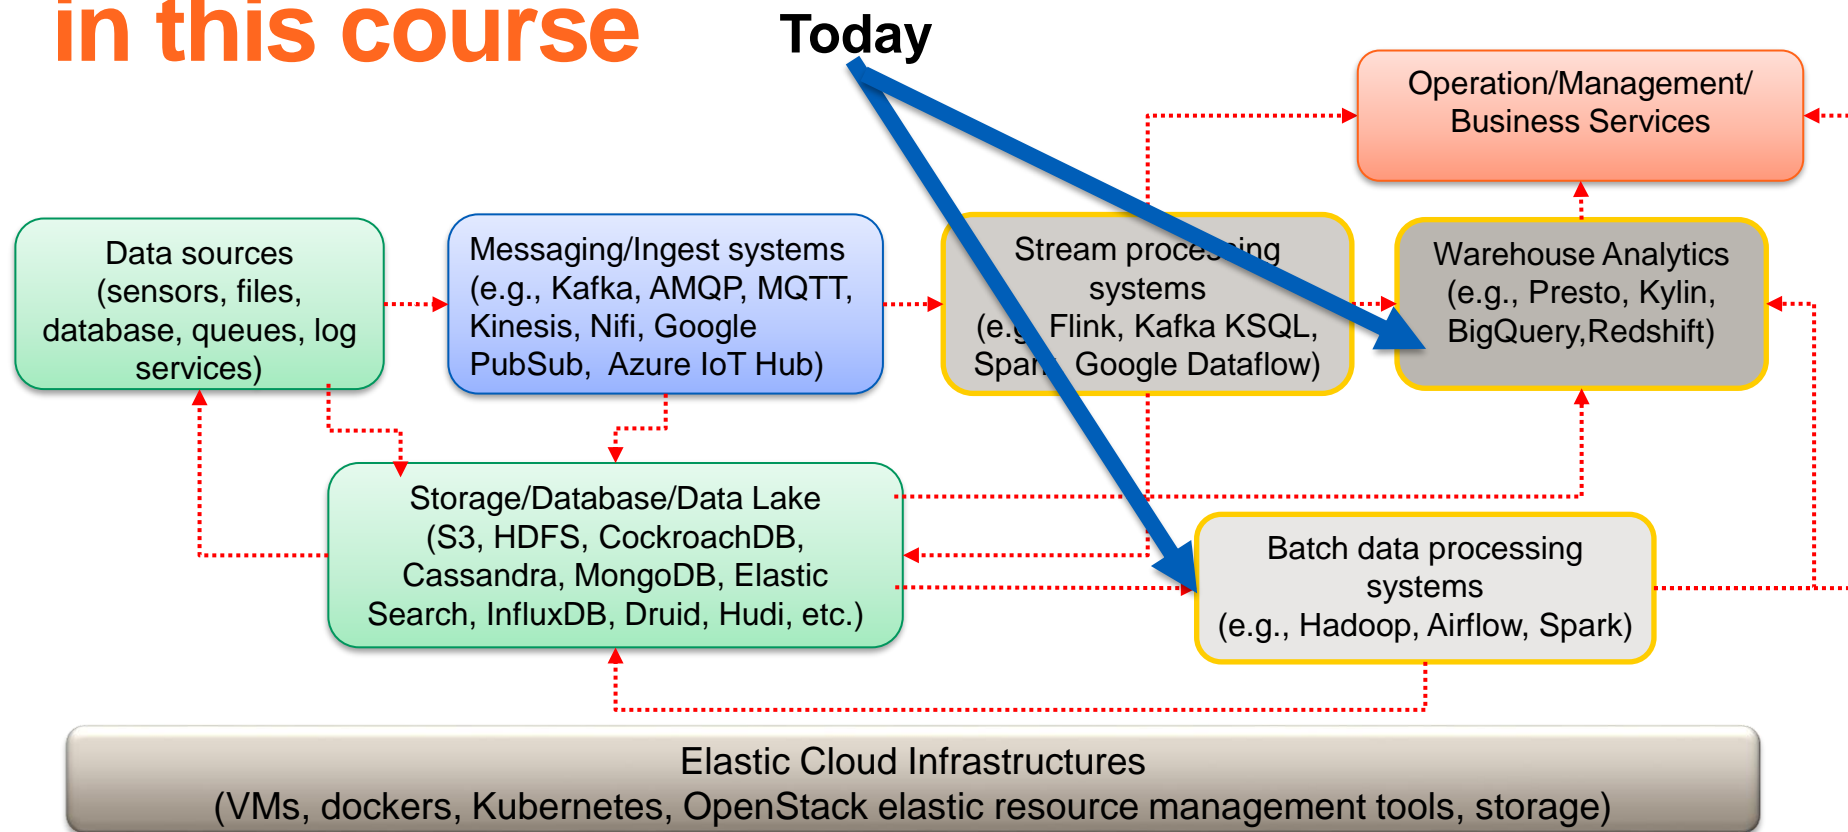 in this course
Today
Operation/Management/
Business Services
Data sources
(sensors, files,
database, queues, log
services)
Messaging/Ingest systems
(e.g., Kafka, AMQP, MQTT,
Kinesis, Nifi, Google
PubSub, Azure IoT Hub)
Stream processing
systems
(e.g. Flink, Kafka KSQL,
Spark Google Dataflow)
Warehouse Analytics
(e.g., Presto, Kylin,
BigQuery,Redshift)
Storage/Database/Data Lake
(S3, HDFS, CockroachDB,
Cassandra, MongoDB, Elastic
Search, InfluxDB, Druid, Hudi, etc.)
Batch data processing
systems
(e.g., Hadoop, Airflow, Spark)
Elastic Cloud Infrastructures
(VMs, dockers, Kubernetes, OpenStack elastic resource management tools, storage)